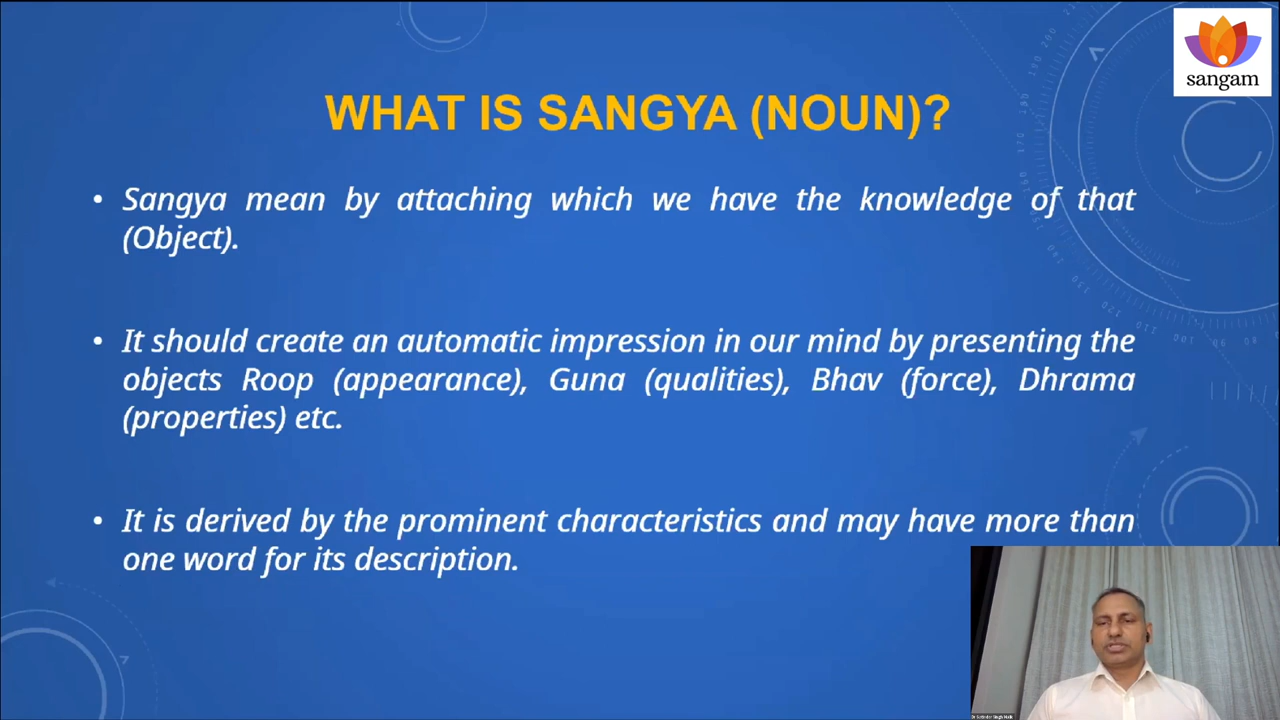 sangam
WHAT IS SANGYA (NOUN)?
• Sangya mean by attaching which we have the knowledge of that
(Object).
• It should create an automatic impression in our mind by presenting the
objects Roop (appearance), Guna (qualities), Bhav (force), Dhrama
(properties) etc.
• It is derived by the prominent characteristics and may have more than
one word for its description.